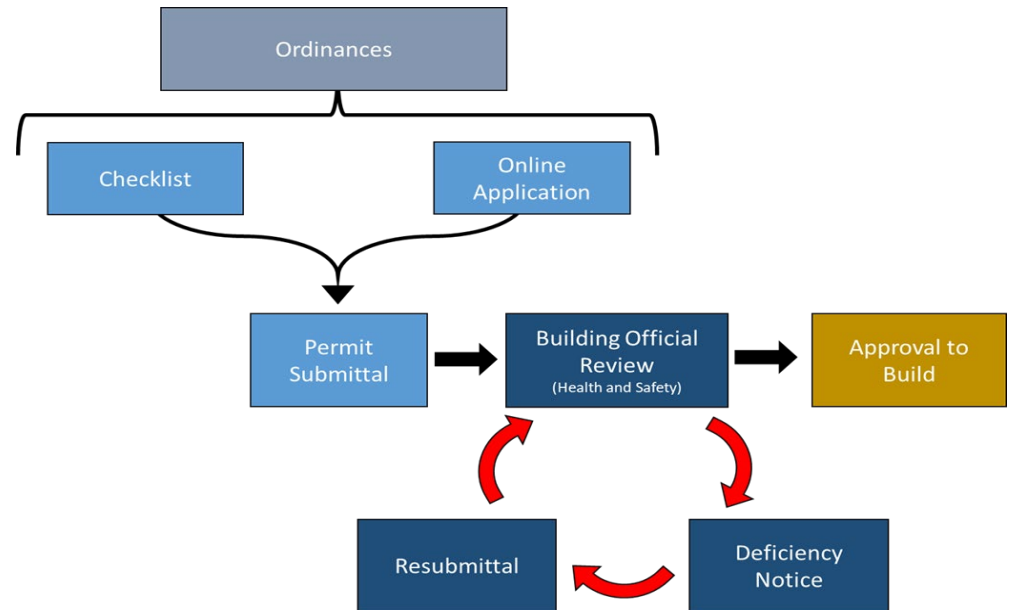 Ordinances
Checklist
Online
Application
Permit
Submittal
Building Official
Review
(Health and Safety)
Approval to
Build
Resubmittal
Deficiency
Notice